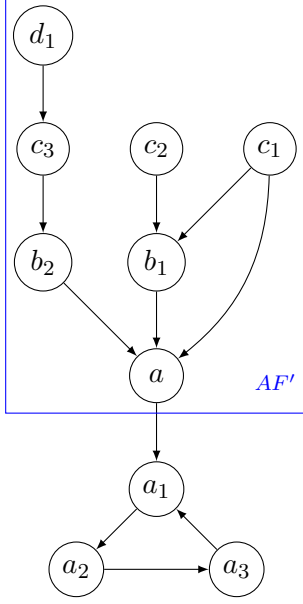 d₁
c₃ c₂ c₁
b₂ b₁
a
AF′
a₁
a₂ a₃